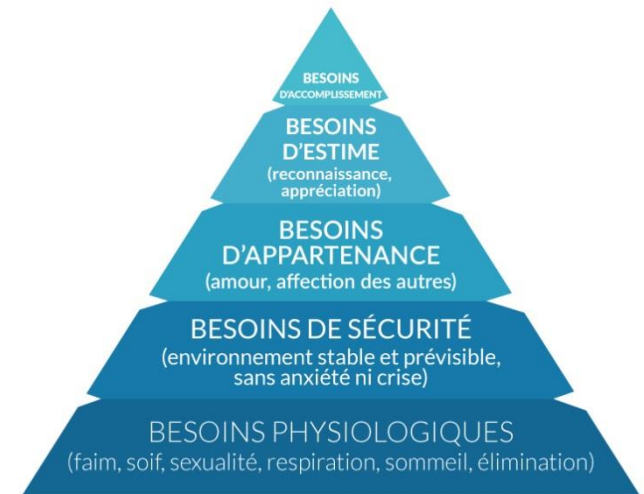 BESOINS
D'ACCOMPLISSEMENT
BESOINS
D'ESTIME
(reconnaissance,
appréciation)
BESOINS
D'APPARTENANCE
(amour, affection des autres)
BESOINS DE SÉCURITÉ
(environnement stable et prévisible,
sans anxiété ni crise)
BESOINS PHYSIOLOGIQUES
(faim, soif, sexualité, respiration, sommeil, élimination)